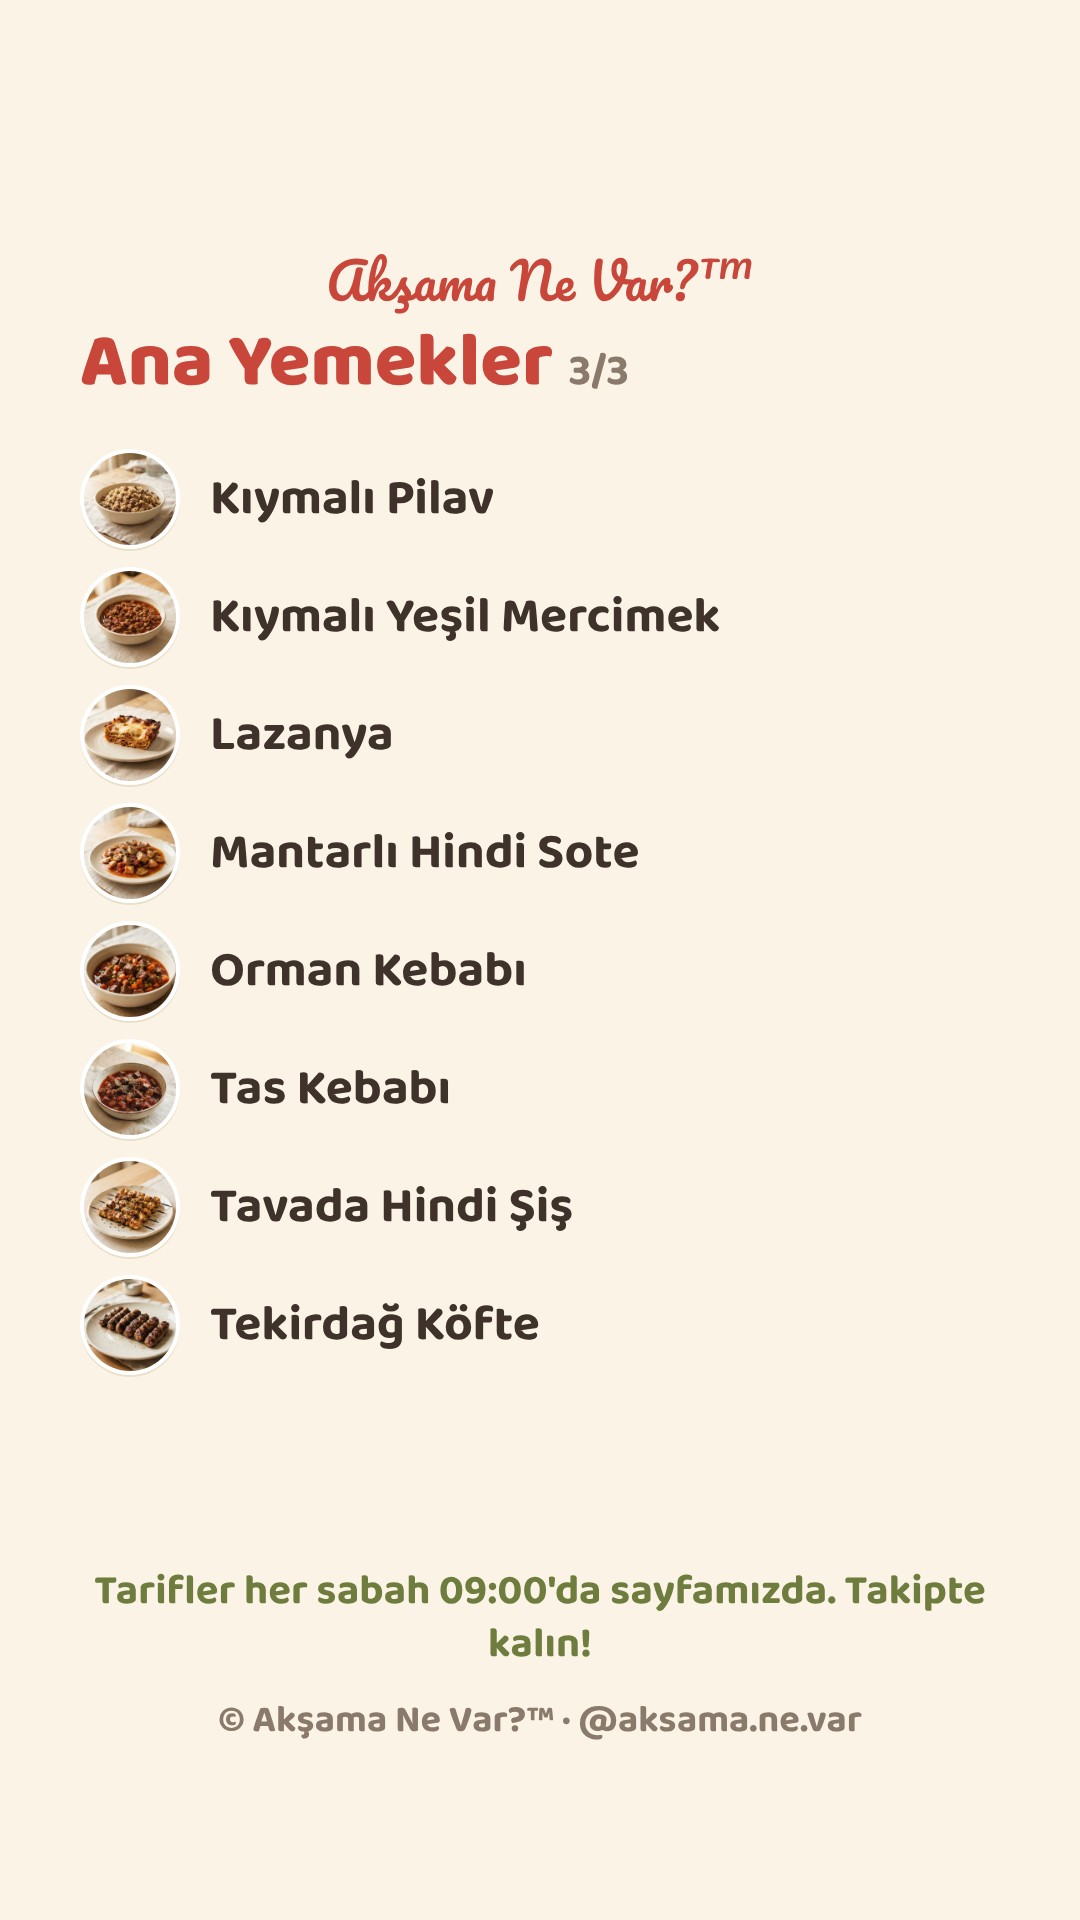 Akşama Ne Var?™
Ana Yemekler 3/3
Kıymalı Pilav
Kıymalı Yeşil Mercimek
Lazanya
Mantarlı Hindi Sote
Orman Kebabı
Tas Kebabı
Tavada Hindi Şiş
Tekirdağ Köfte
Tarifler her sabah 09:00'da sayfamızda. Takipte
kalın!
© Akşama Ne Var?™ · @aksama.ne.var